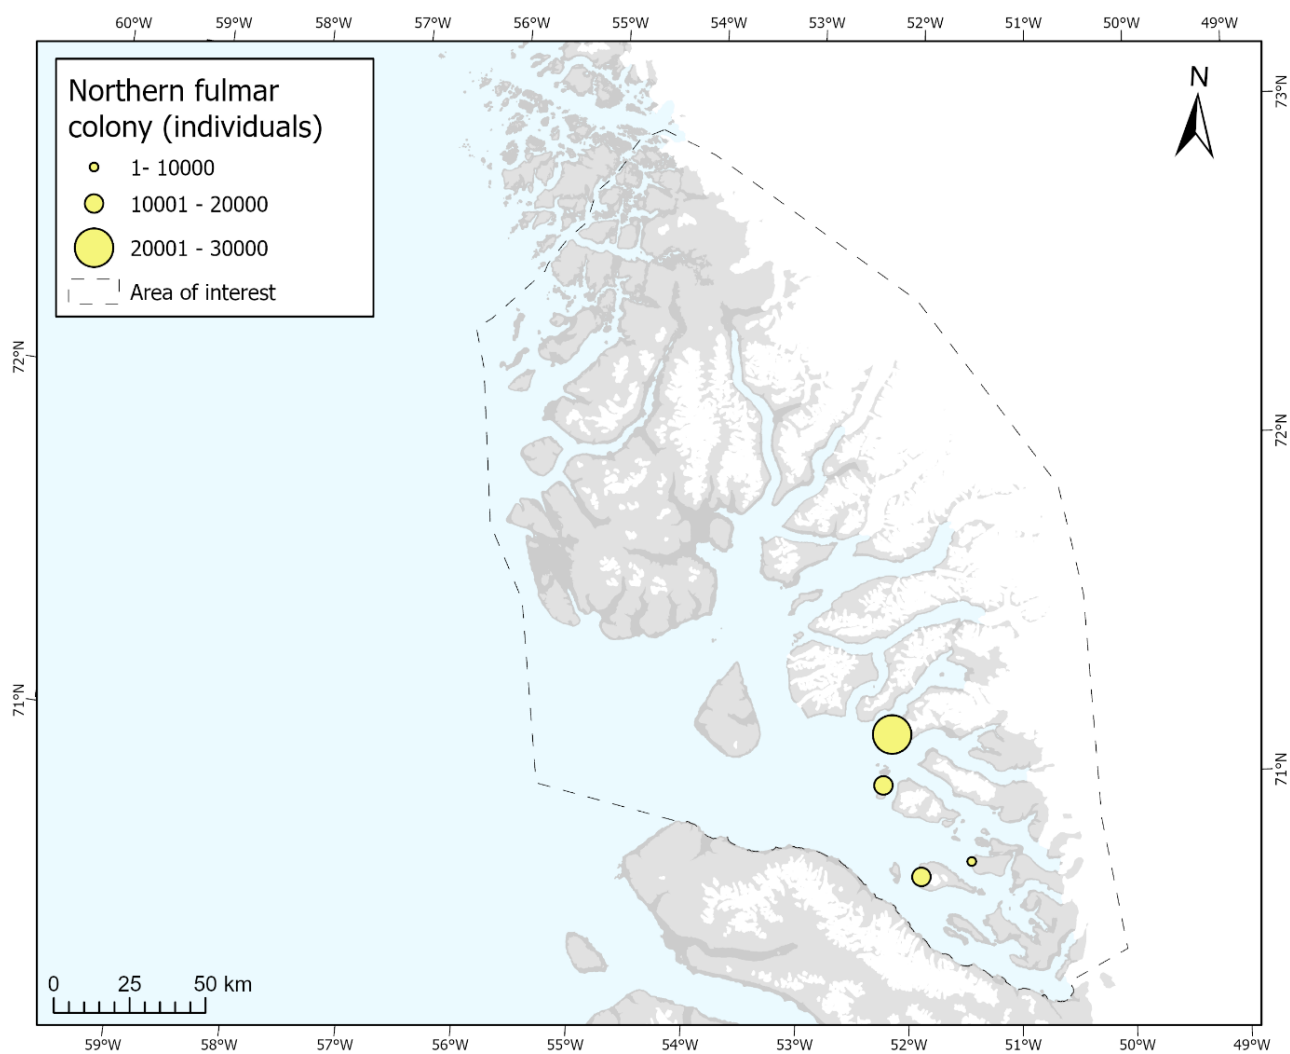 60°W 59°W 58°W 57°W 56°W 55°W 54°W 53°W 52°W 51°W 50°W 49°W
Northern fulmar
colony (individuals)
1- 10000
10001 - 20000
20001 - 30000
Area of interest
N
73°N
72°N
72°N
71°N
71°N
0 25 50 km
59°W 58°W 57°W 56°W 55°W 54°W 53°W 52°W 51°W 50°W 49°W